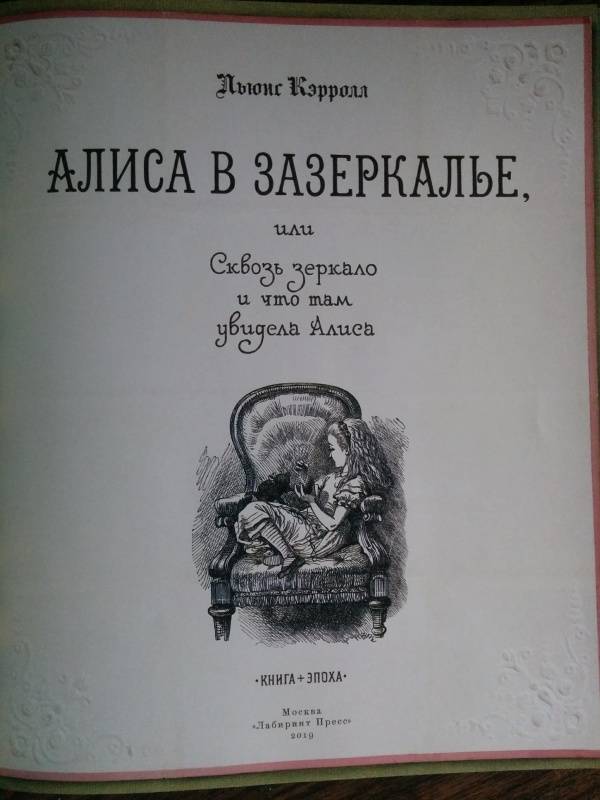 Льюис Кэрролл
АЛИСА В ЗАЗЕРКАЛЬЕ,
или
Сквозь зеркало
и что там
увидела Алиса
·КНИГА+ЭПОХА·
Москва
«Лабиринт Пресс»
2019